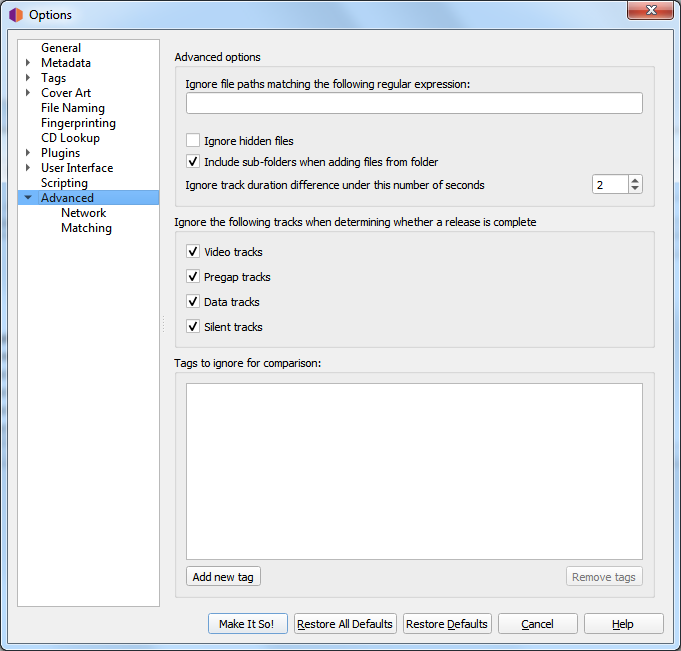 Options
General
Metadata
Tags
Cover Art
File Naming
Fingerprinting
CD Lookup
Plugins
User Interface
Scripting
Advanced
Network
Matching
Advanced options
Ignore file paths matching the following regular expression:
Ignore hidden files
Include sub-folders when adding files from folder
Ignore track duration difference under this number of seconds 2
Ignore the following tracks when determining whether a release is complete
Video tracks
Pregap tracks
Data tracks
Silent tracks
Tags to ignore for comparison:
Add new tag Remove tags
Make It So! Restore All Defaults Restore Defaults Cancel Help